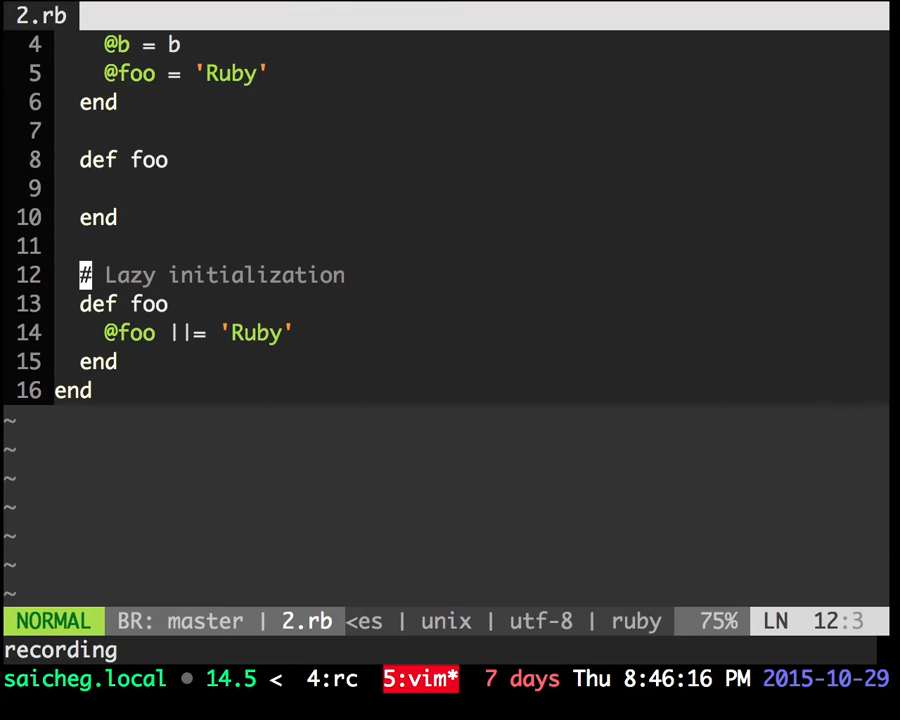 2.rb
4 @b = b
5 @foo = 'Ruby'
6 end
7
8 def foo
9
10 end
11
12 # Lazy initialization
13 def foo
14 @foo ||= 'Ruby'
15 end
16 end
~
~
~
~
~
~
~
NORMAL BR: master | 2.rb <es | unix | utf-8 | ruby 75% LN 12:3
recording
saicheg.local ● 14.5 < 4:rc 5:vim* 7 days Thu 8:46:16 PM 2015-10-29